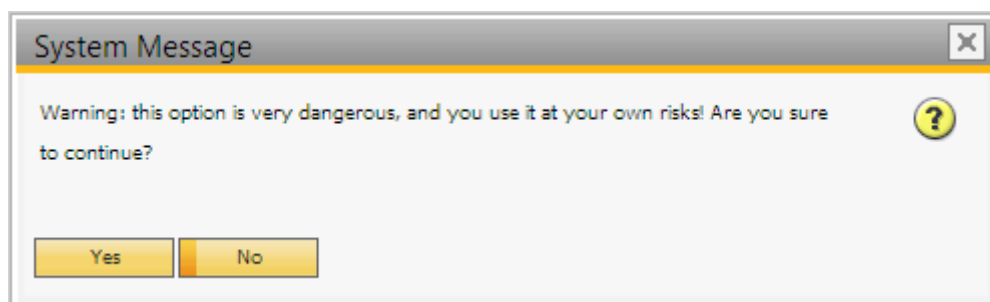 System Message
Warning: this option is very dangerous, and you use it at your own risks! Are you sure
to continue?
Yes No